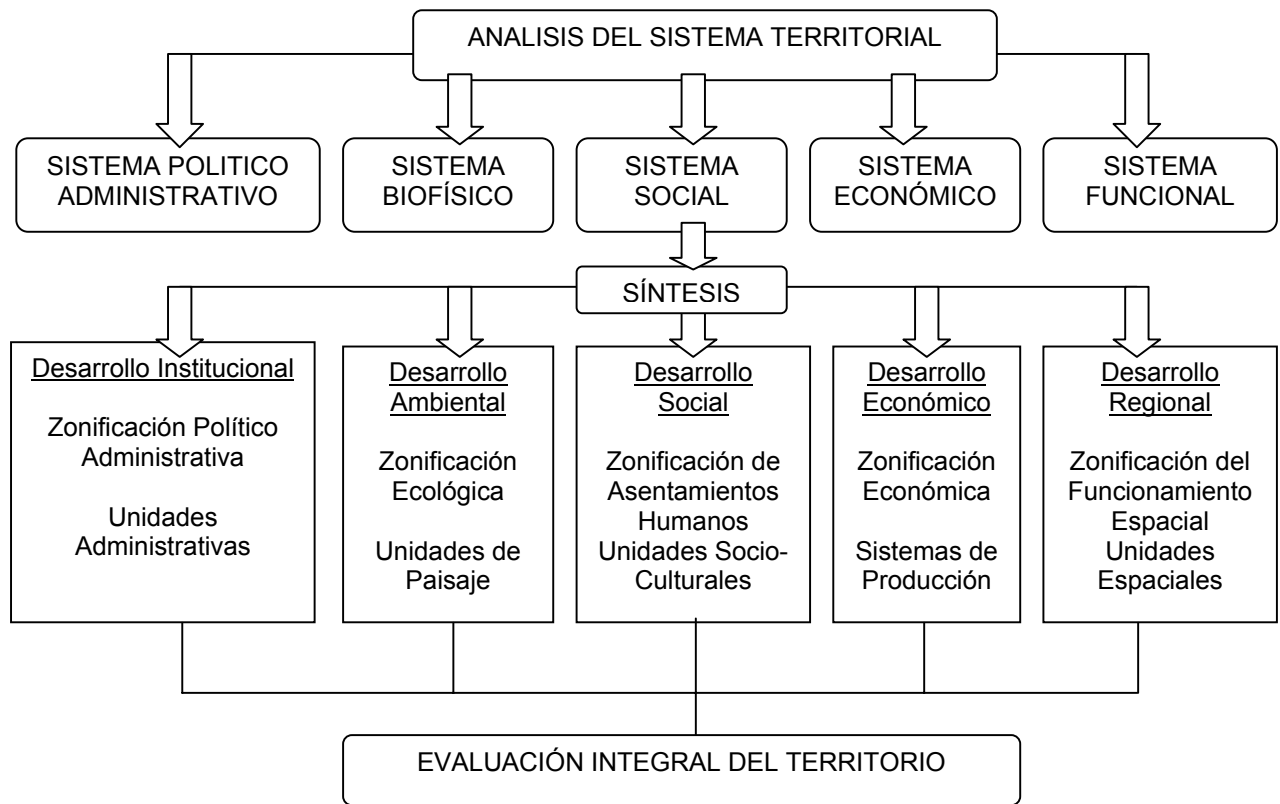 ANALISIS DEL SISTEMA TERRITORIAL
SISTEMA POLITICO
ADMINISTRATIVO
SISTEMA
BIOFÍSICO
SISTEMA
SOCIAL
SISTEMA
ECONÓMICO
SISTEMA
FUNCIONAL
SÍNTESIS
Desarrollo Institucional
Zonificación Político
Administrativa
Unidades
Administrativas
Desarrollo
Ambiental
Zonificación
Ecológica
Unidades de
Paisaje
Desarrollo
Social
Zonificación de
Asentamientos
Humanos
Unidades Socio-
Culturales
Desarrollo
Económico
Zonificación
Económica
Sistemas de
Producción
Desarrollo
Regional
Zonificación del
Funcionamiento
Espacial
Unidades
Espaciales
EVALUACIÓN INTEGRAL DEL TERRITORIO